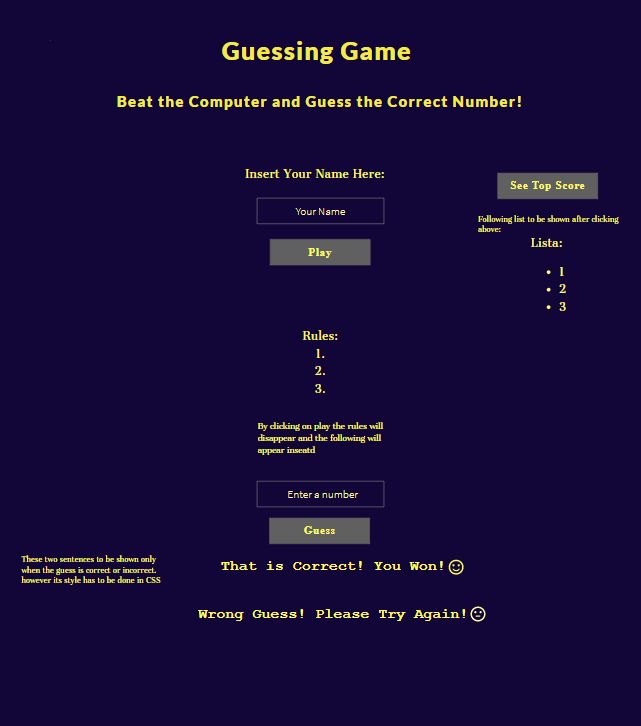 Guessing Game
Beat the Computer and Guess the Correct Number!
Insert Your Name Here:
Your Name
Play
See Top Score
Following list to be shown after clicking
above:
Lista:
• 1
• 2
• 3
Rules:
1.
2.
3.
By clicking on play the rules will
disappear and the following will
appear inseatd
Enter a number
Guess
These two sentences to be shown only
when the guess is correct or incorrect.
however its style has to be done in CSS
That is Correct! You Won!
Wrong Guess! Please Try Again!